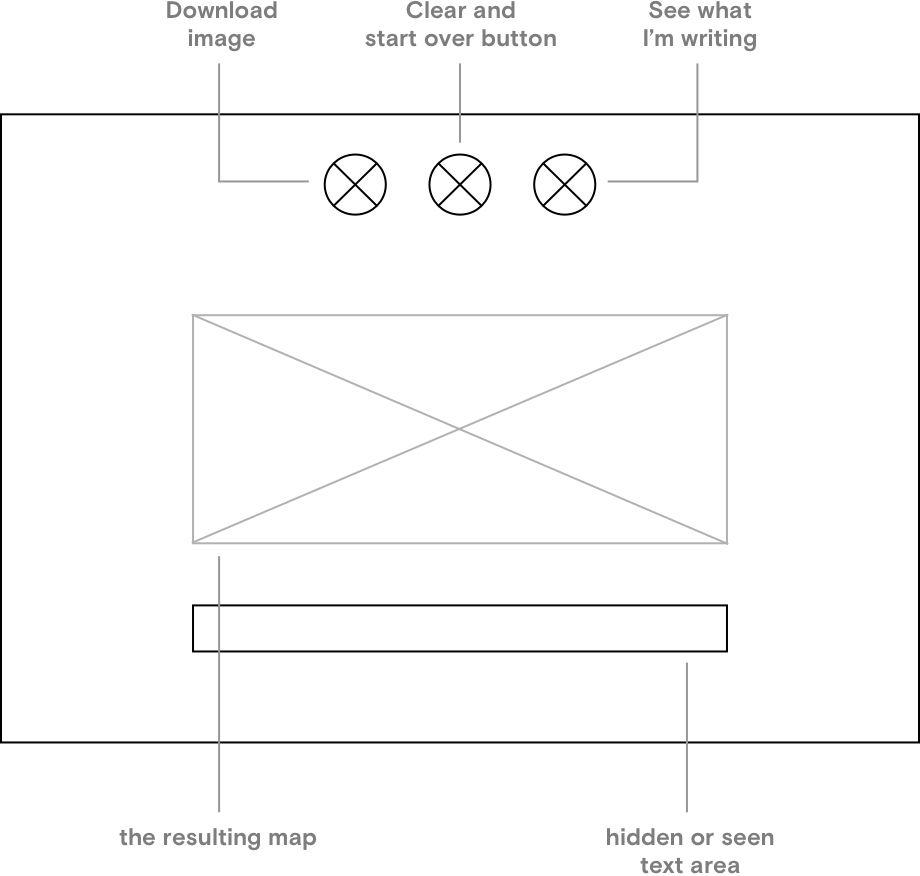 Download
image
Clear and
start over button
See what
I'm writing
the resulting map
hidden or seen
text area